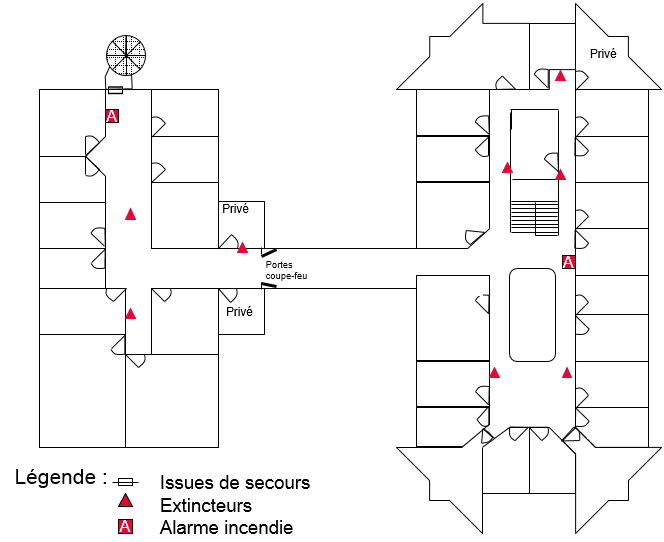 Privé
A
Privé
Portes
coupe-feu
A
Privé
Légende :
Issues de secours
Extincteurs
A
Alarme incendie